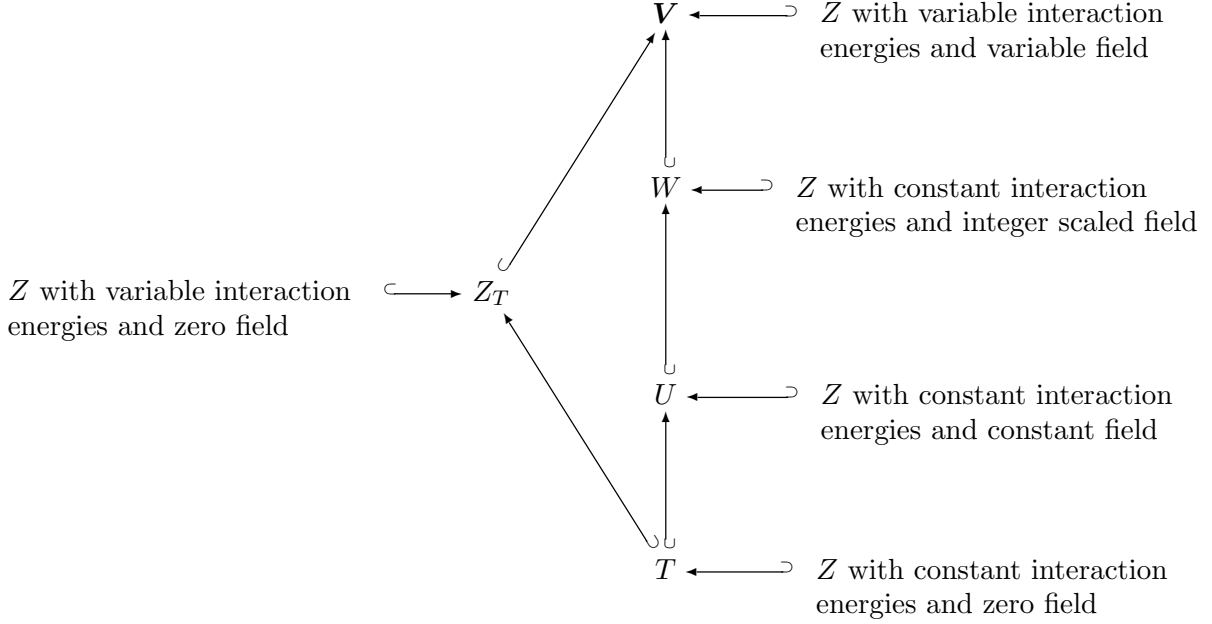 V
Z with variable interaction
energies and variable field
W
Z with constant interaction
energies and integer scaled field
Z with variable interaction
energies and zero field
Z_T
U
Z with constant interaction
energies and constant field
T
Z with constant interaction
energies and zero field